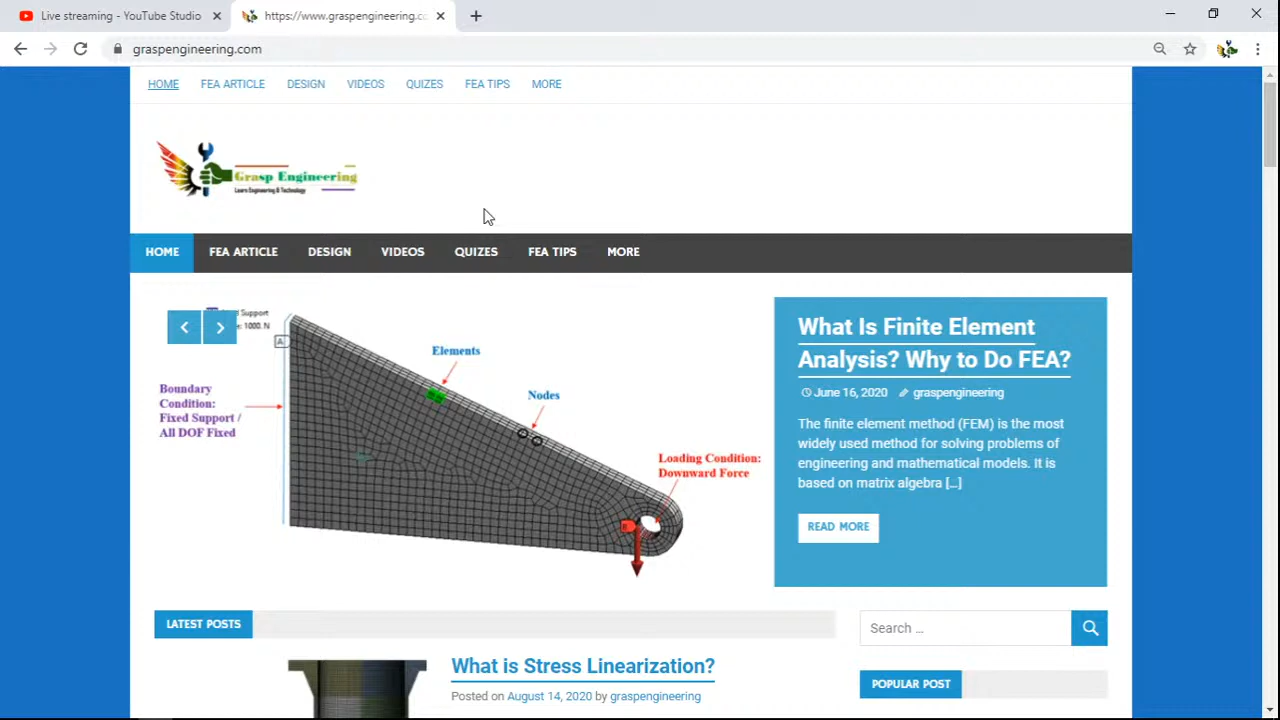 Live streaming - YouTube Studio
https://www.graspengineering.co
graspengineering.com
HOME FEA ARTICLE DESIGN VIDEOS QUIZES FEA TIPS MORE
Grasp Engineering
Learn Engineering & Technology
HOME FEA ARTICLE DESIGN VIDEOS QUIZES FEA TIPS MORE
Support
1000. N
A
Elements
Nodes
Boundary
Condition:
Fixed Support /
All DOF Fixed
Loading Condition:
Downward Force
What Is Finite Element
Analysis? Why to Do FEA?
June 16, 2020 graspengineering
The finite element method (FEM) is the most
widely used method for solving problems of
engineering and mathematical models. It is
based on matrix algebra [...]
READ MORE
LATEST POSTS
Search ...
What is Stress Linearization?
Posted on August 14, 2020 by graspengineering
POPULAR POST